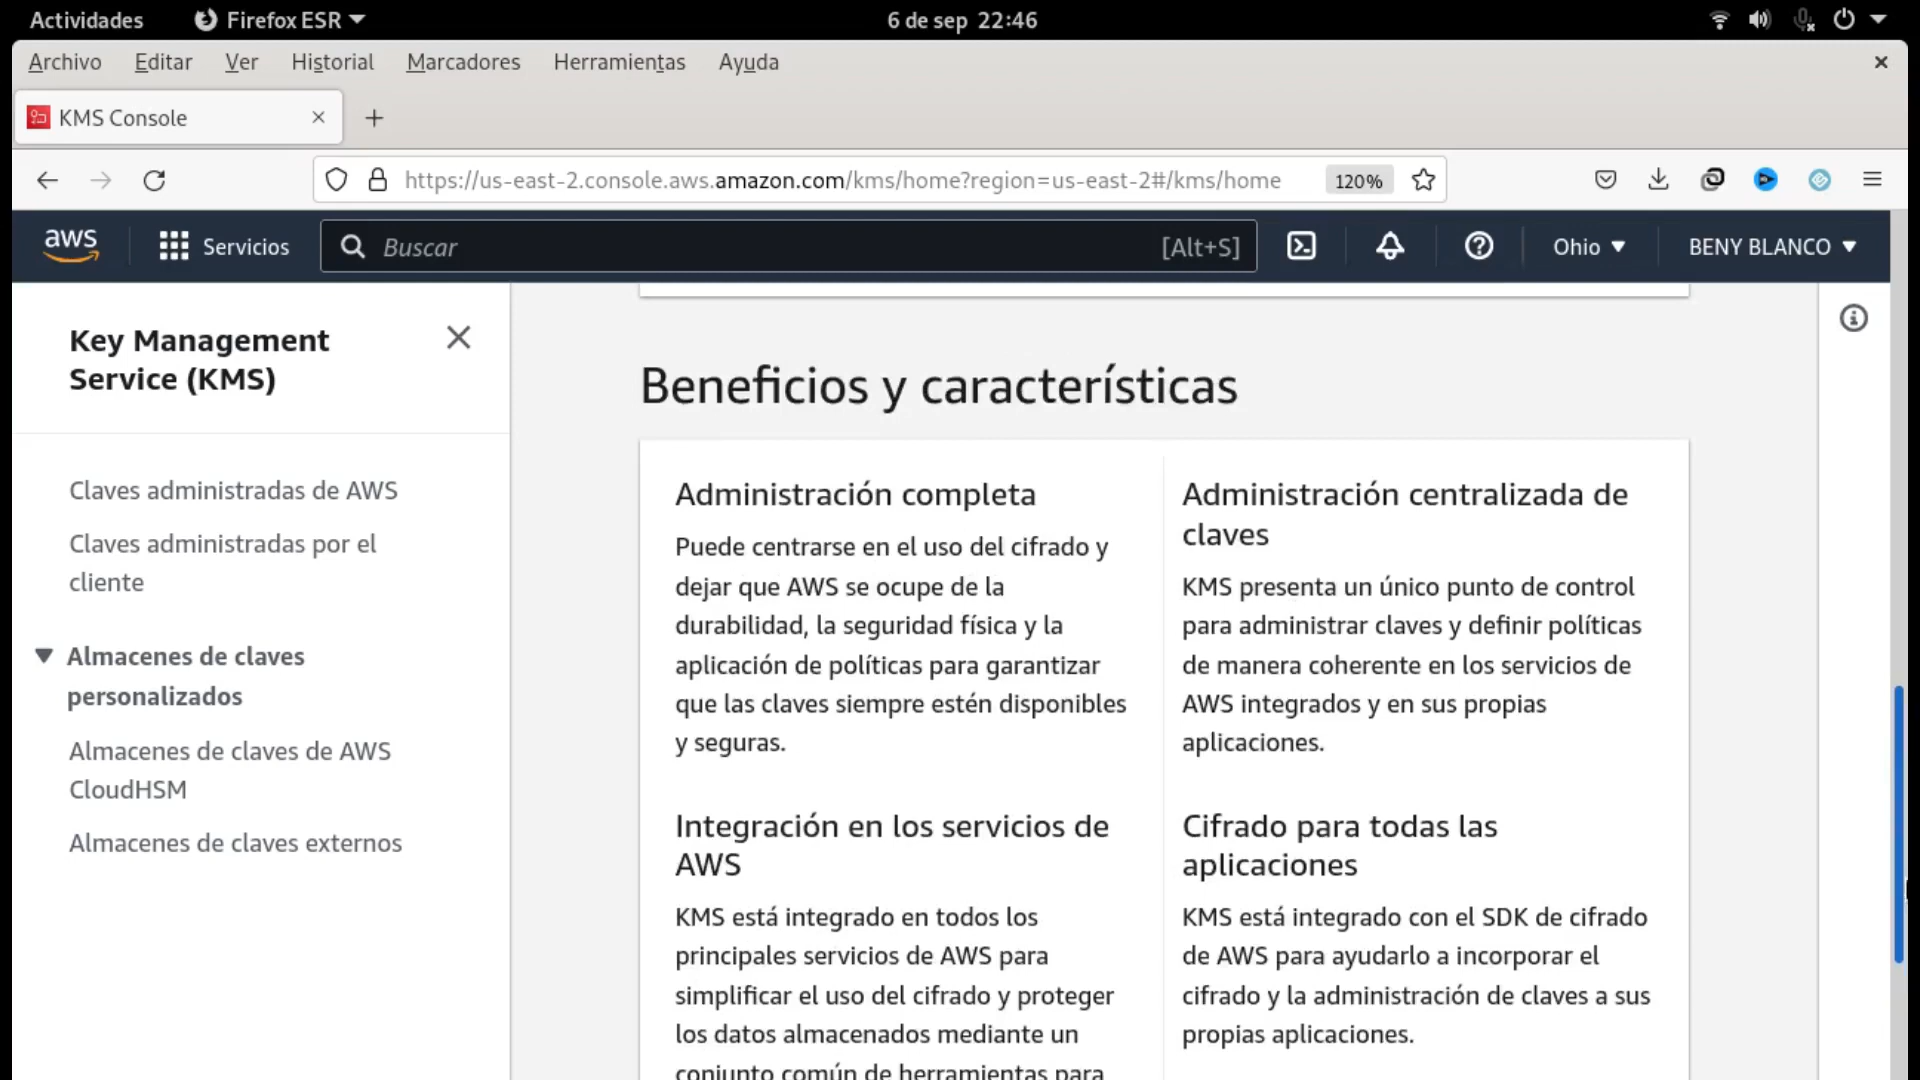 Actividades
Firefox ESR
6 de sep 22:46
Archivo Editar Ver Historial Marcadores Herramientas Ayuda
KMS Console
https://us-east-2.console.aws.amazon.com/kms/home?region=us-east-2#/kms/home
120%
aws
Servicios
Buscar
[Alt+S]
Ohio
BENY BLANCO
Key Management
Service (KMS)
Claves administradas de AWS
Claves administradas por el
cliente
Almacenes de claves
personalizados
Almacenes de claves de AWS
CloudHSM
Almacenes de claves externos
Beneficios y características
Administración completa
Puede centrarse en el uso del cifrado y
dejar que AWS se ocupe de la
durabilidad, la seguridad física y la
aplicación de políticas para garantizar
que las claves siempre estén disponibles
y seguras.
Administración centralizada de
claves
KMS presenta un único punto de control
para administrar claves y definir políticas
de manera coherente en los servicios de
AWS integrados y en sus propias
aplicaciones.
Integración en los servicios de
AWS
KMS está integrado en todos los
principales servicios de AWS para
simplificar el uso del cifrado y proteger
los datos almacenados mediante un
conjunto común de herramientas para
Cifrado para todas las
aplicaciones
KMS está integrado con el SDK de cifrado
de AWS para ayudarlo a incorporar el
cifrado y la administración de claves a sus
propias aplicaciones.